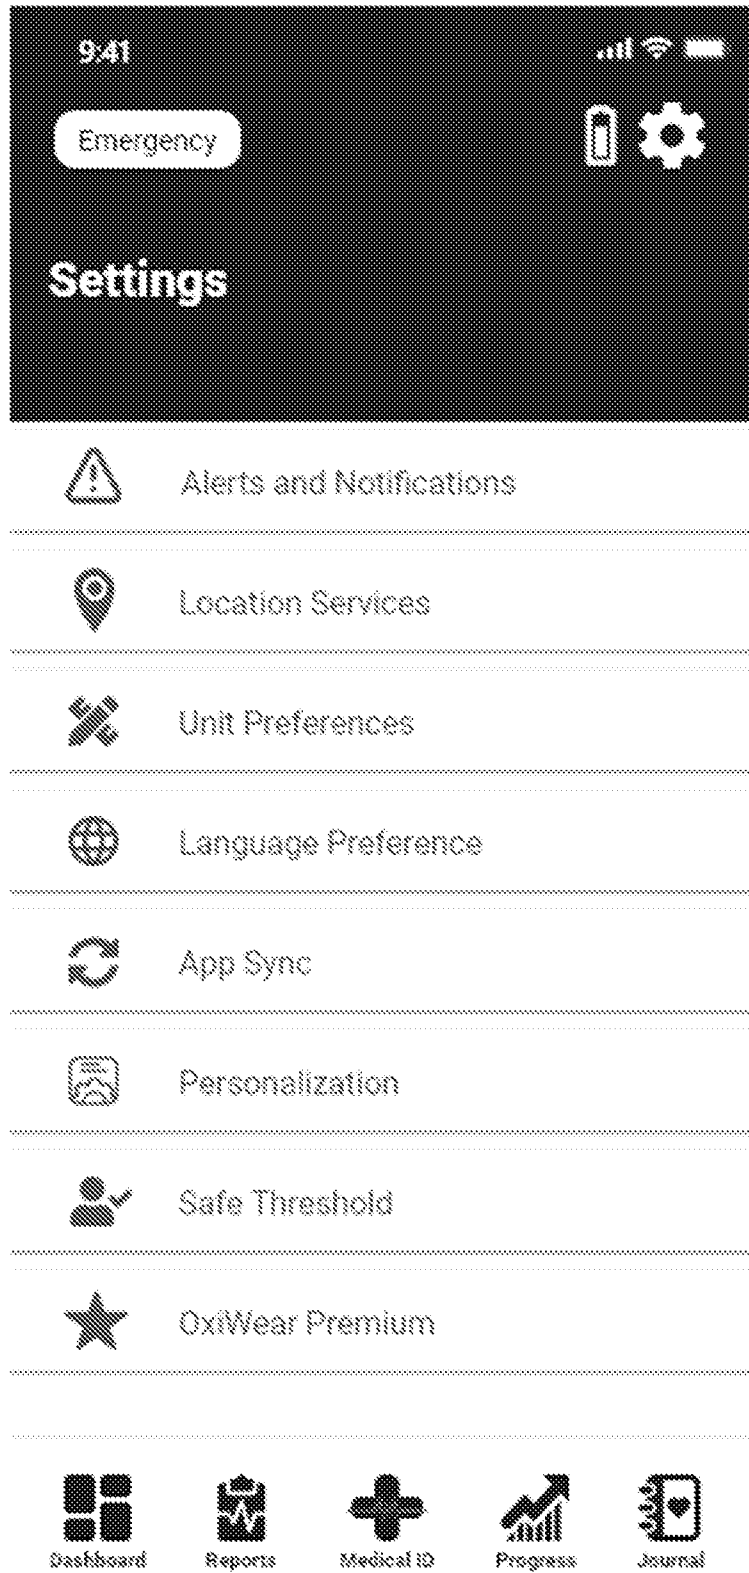 9:41
Emergency
Settings
Alerts and Notifications
Location Services
Unit Preferences
Language Preference
App Sync
Personalization
Safe Threshold
OxiWear Premium
Dashboard Reports Medical ID Progress Journal